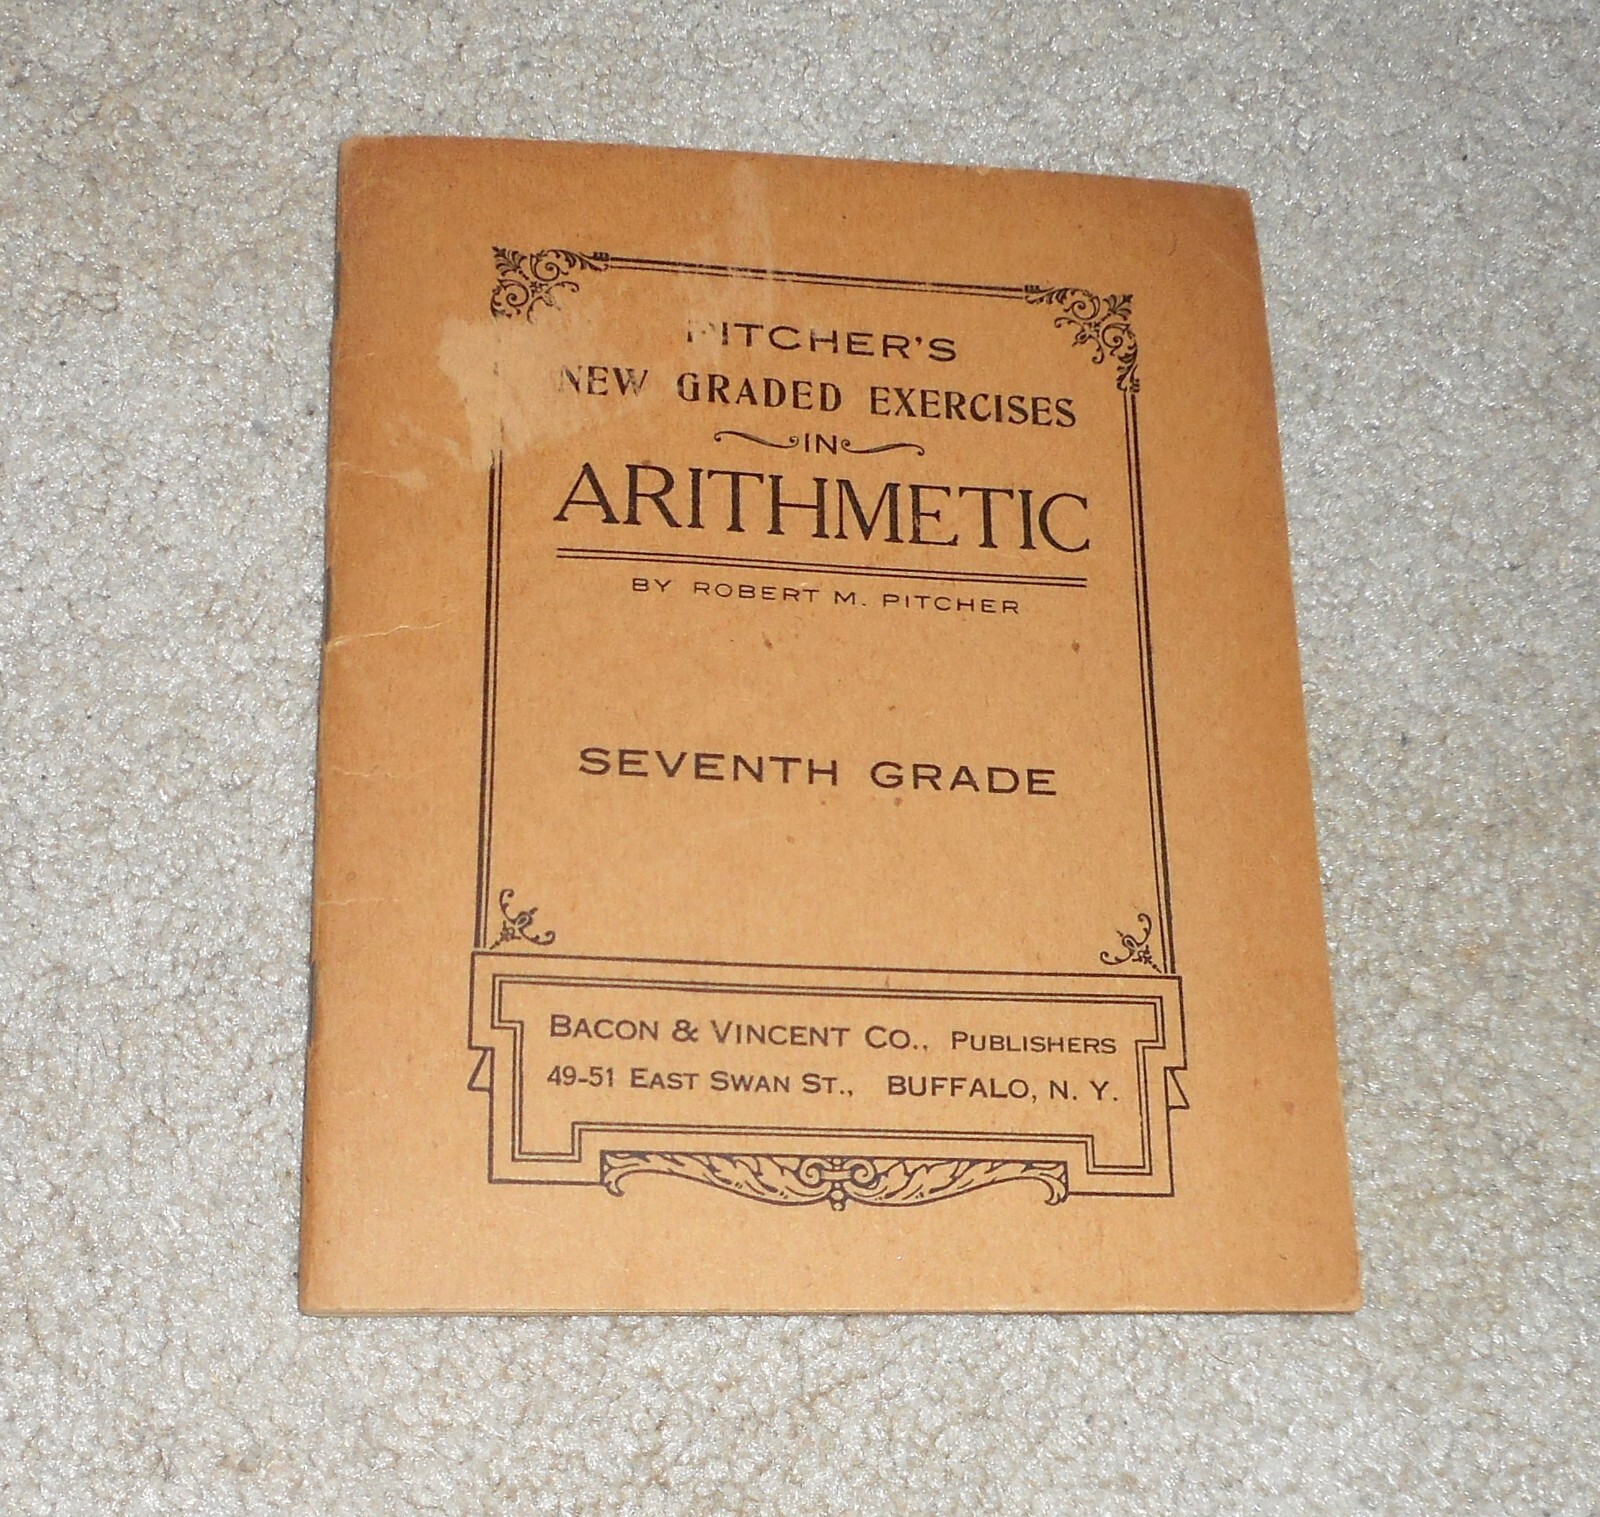 PITCHER'S
NEW GRADED EXERCISES
IN
ARITHMETIC
BY ROBERT M. PITCHER
SEVENTH GRADE
BACON & VINCENT CO., PUBLISHERS
49-51 EAST SWAN ST., BUFFALO, N. Y.